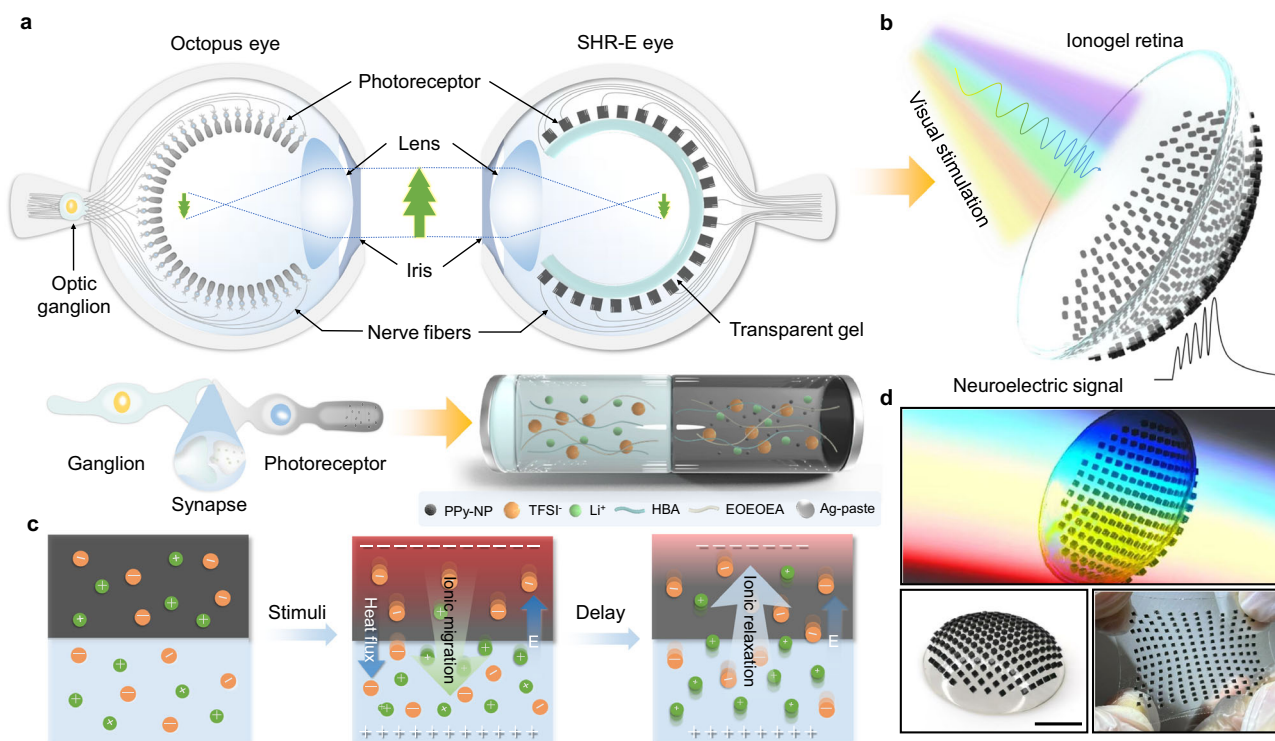 a
Octopus eye
SHR-E eye
Photoreceptor
Lens
Iris
Optic
ganglion
Nerve fibers
Transparent gel
Ganglion
Synapse
Photoreceptor
PPy-NP
TFSI⁻
Li⁺
HBA
EOEOEA
Ag-paste
b
Ionogel retina
Visual stimulation
Neuroelectric signal
c
Stimuli
Heat flux
Ionic migration
E
Delay
Ionic relaxation
E
d